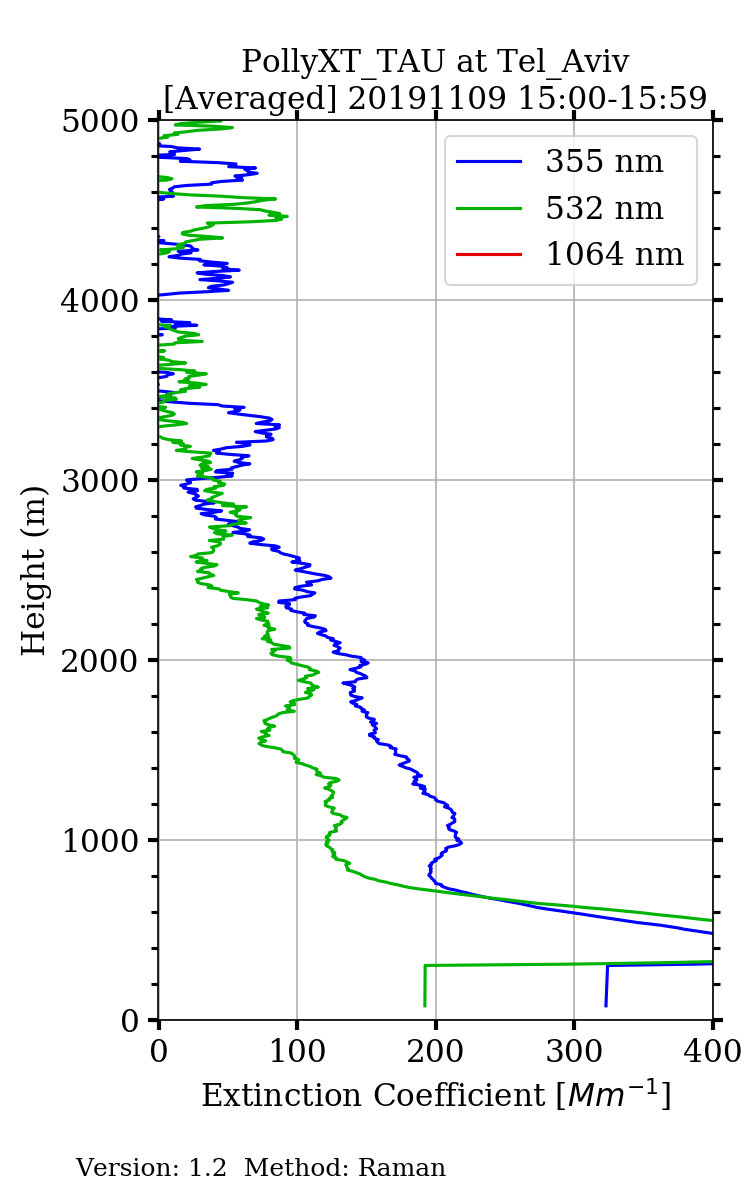 PollyXT_TAU at Tel_Aviv
[Averaged] 20191109 15:00-15:59
5000
355 nm
532 nm
1064 nm
4000
3000
Height (m)
2000
1000
0
0 100 200 300 400
Extinction Coefficient [Mm⁻¹]
Version: 1.2 Method: Raman